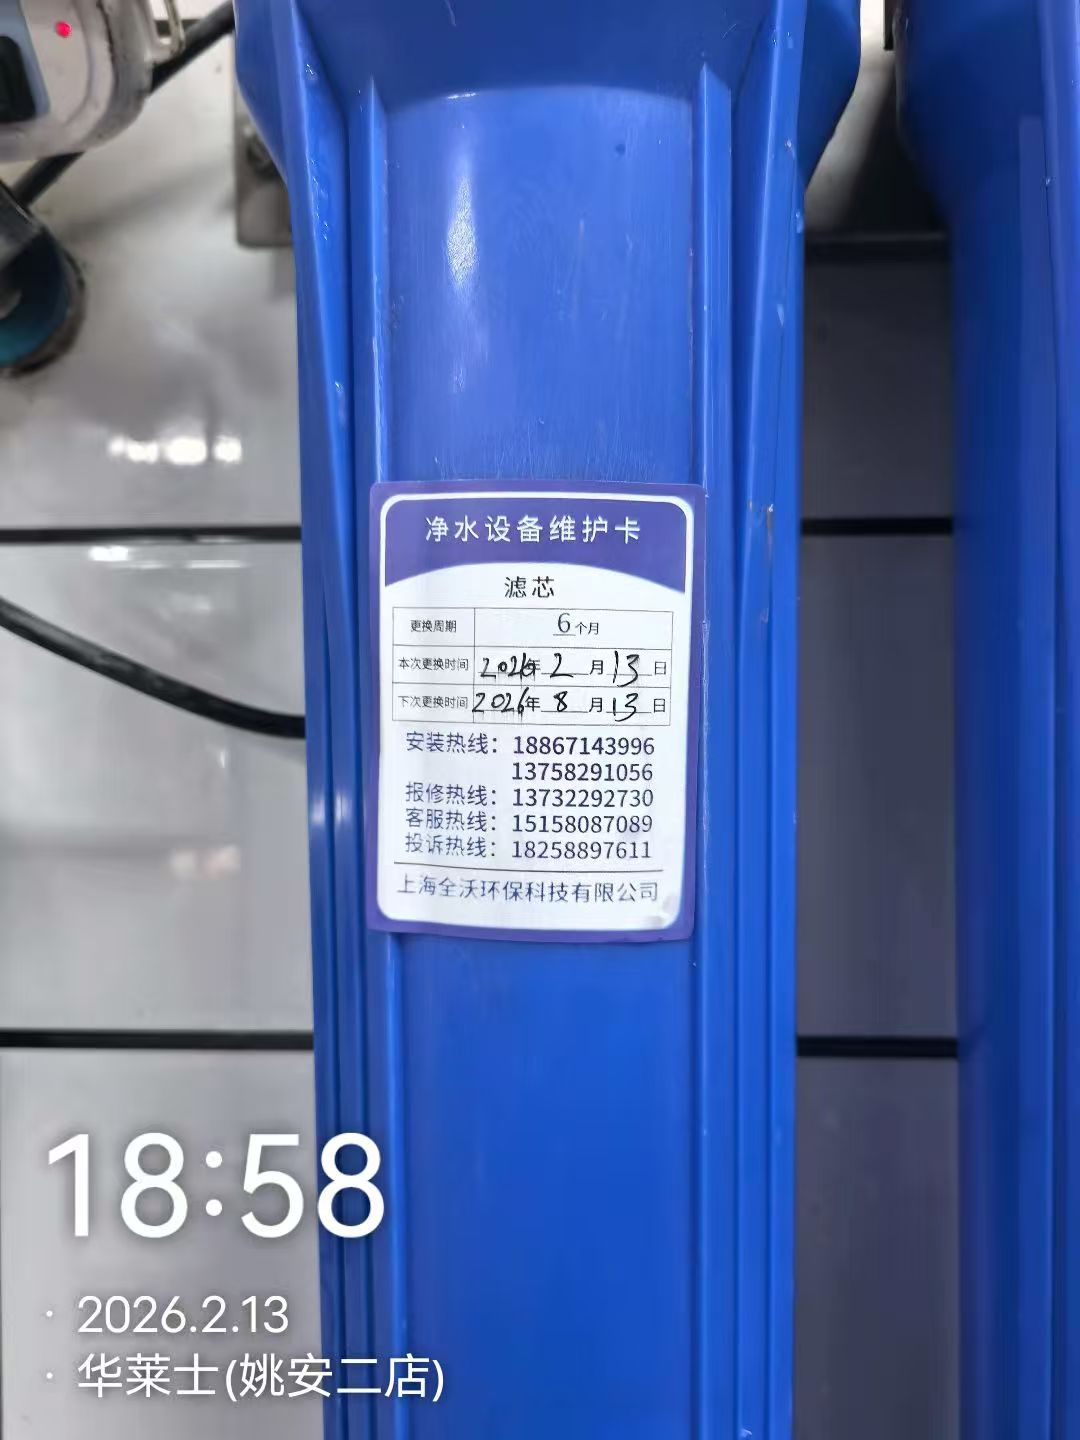 净水设备维护卡
滤芯
更换周期 6个月
本次更换时间 2026年2月13日
下次更换时间 2026年8月13日
安装热线：18867143996
13758291056
报修热线：13732292730
客服热线：15158087089
投诉热线：18258897611
上海全沃环保科技有限公司
18:58
· 2026.2.13
· 华莱士(姚安二店)